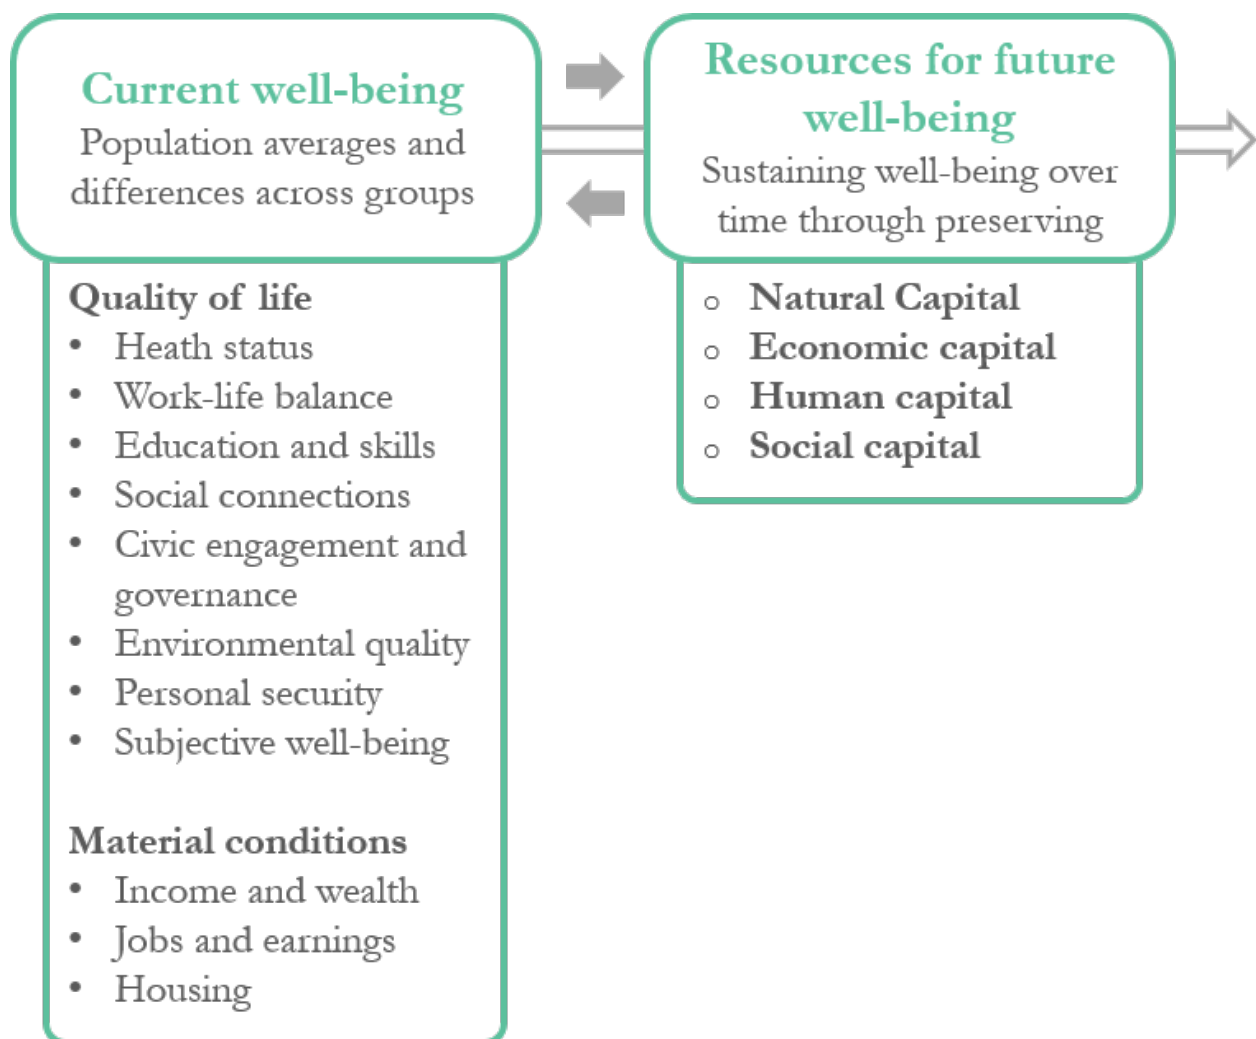 Current well-being
Population averages and
differences across groups
Quality of life
• Heath status
• Work-life balance
• Education and skills
• Social connections
• Civic engagement and
governance
• Environmental quality
• Personal security
• Subjective well-being
Material conditions
• Income and wealth
• Jobs and earnings
• Housing
Resources for future
well-being
Sustaining well-being over
time through preserving
o Natural Capital
o Economic capital
o Human capital
o Social capital